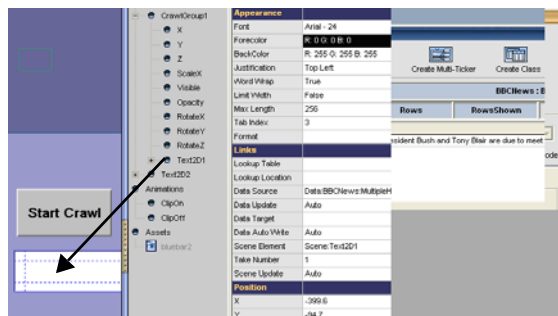 CrawlGroup1
X
Y
Z
ScaleX
Visible
Opacity
RotateX
RotateY
RotateZ
Text2D1
Text2D2
Animations
ClipOn
ClipOff
Assets
bluebar2
Start Crawl
Appearance
Font Arial - 24
Forecolor R: 0 G: 0 B: 0
BackColor R: 255 G: 255 B: 255
Justification Top Left
Word Wrap True
Limit Width False
Max Length 256
Tab Index 3
Format
Links
Lookup Table
Lookup Location
Data Source Data:BBCNews:MultipleH
Data Update Auto
Data Target
Data Auto Write Auto
Scene Element Scene:Text2D1
Take Number 1
Scene Update Auto
Position
X -399.6
Y -94.7
Create Multi-Ticker Create Class
BBCNews : B
Rows RowsShown
esident Bush and Tony Blair are due to meet
ode